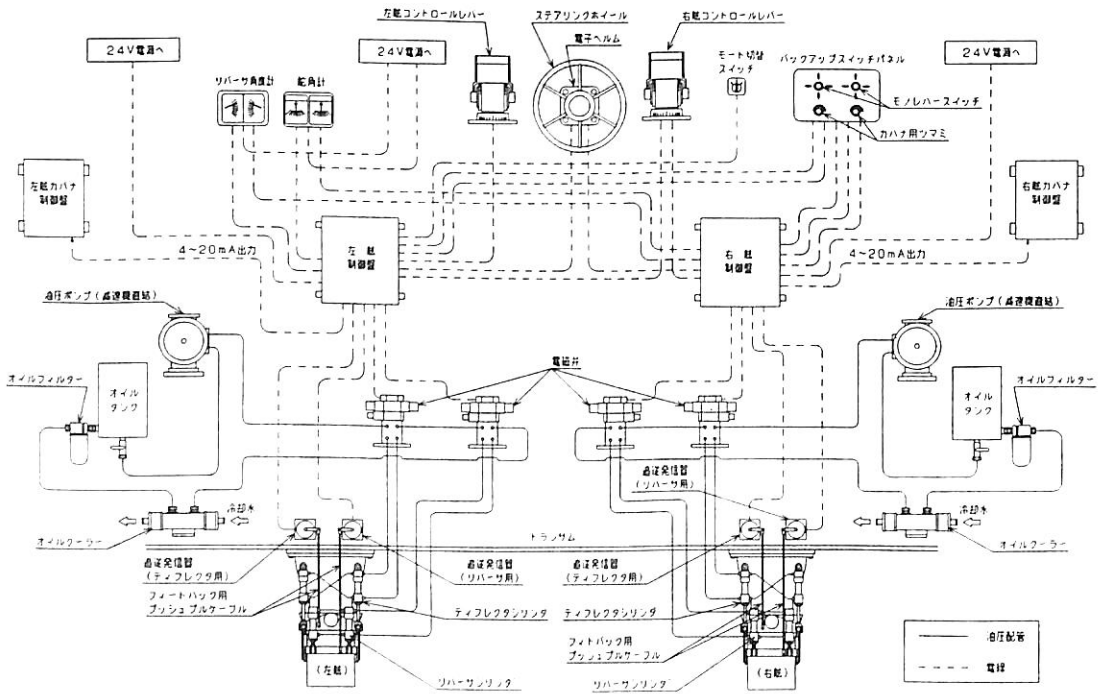 左舷コントロールレバー
ステアリングホイール
電子ヘルム
右舷コントロールレバー
24V電源へ
24V電源へ
モード切替
スイッチ
バックアップスイッチパネル
24V電源へ
リバーサ角度計
舵角計
モノレバースイッチ
ガバナ用ツマミ
左舷ガバナ
制御盤
右舷ガバナ
制御盤
左舷
制御盤
右舷
制御盤
4~20mA出力
4~20mA出力
油圧ポンプ(減速機直結)
油圧ポンプ(減速機直結)
電磁弁
オイルフィルター
オイル
タンク
オイル
タンク
オイルフィルター
追従発信器
(リバーサ用)
冷却水
冷却水
オイルクーラー
トランサム
オイルクーラー
追従発信器
(ディフレクタ用)
追従発信器
(リバーサ用)
追従発信器
(ディフレクタ用)
フィードバック用
プッシュプルケーブル
ディフレクタシリンダ
ディフレクタシリンダ
フィドバック用
プッシュプルケーブル
(左舷)
リバーサシリンダ
リバーサシリンダ
(右舷)
油圧配管
電線